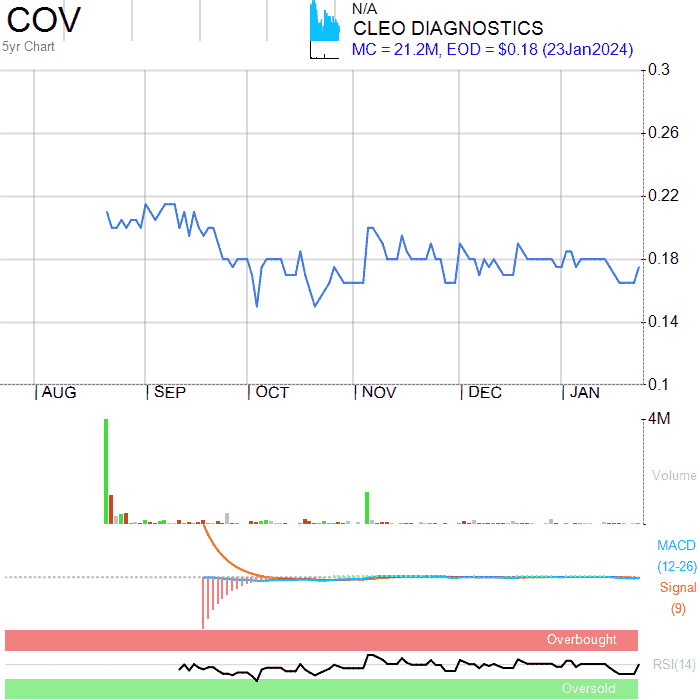 COV
5yr Chart
N/A
CLEO DIAGNOSTICS
MC = 21.2M, EOD = $0.18 (23Jan2024)
0.3
0.26
0.22
0.18
0.14
0.1
AUG SEP OCT NOV DEC JAN
4M
Volume
MACD
(12-26)
Signal
(9)
Overbought
RSI(14)
Oversold